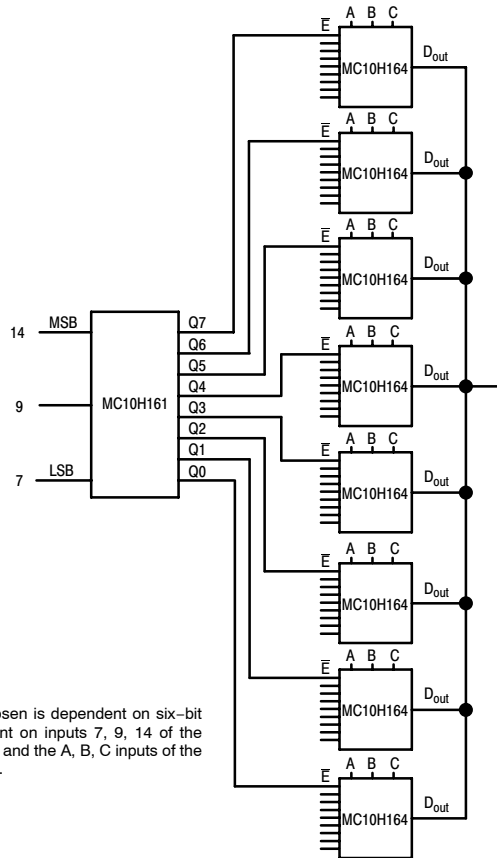 A B C
E
MC10H164
Dout
A B C
E
MC10H164
Dout
A B C
E
MC10H164
Dout
14
MSB
Q7
Q6
Q5
A B C
E
MC10H164
Dout
9
MC10H161
Q4
Q3
Q2
Q1
7
LSB
Q0
A B C
E
MC10H164
Dout
A B C
E
MC10H164
Dout
A B C
E
MC10H164
Dout
A B C
E
MC10H164
Dout
osen is dependent on six−bit
nt on inputs 7, 9, 14 of the
and the A, B, C inputs of the
.